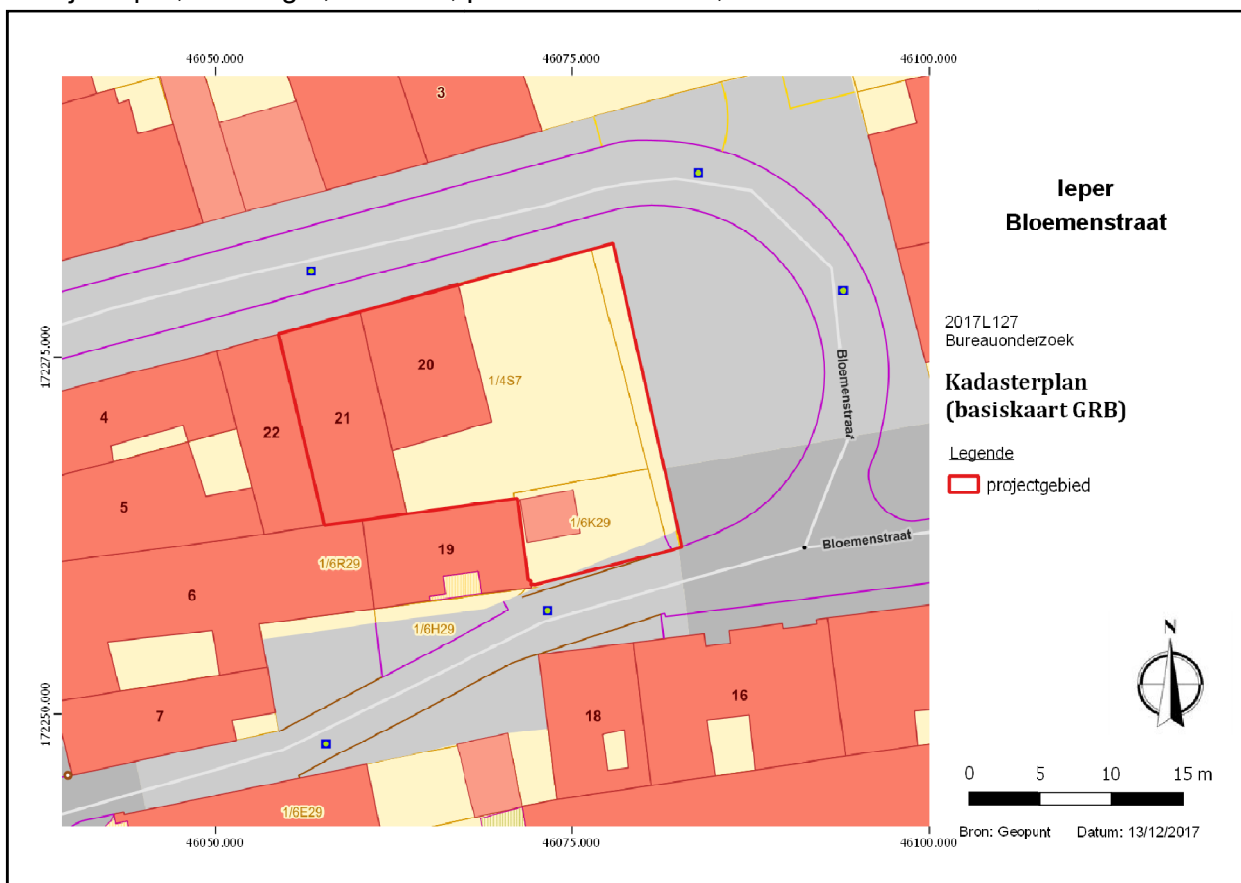 46050.000
46075.000
46100.000
3
Ieper
Bloemenstraat
2017L127
Bureauonderzoek
172275.000
20
1/4S7
Bloemenstraat
Kadasterplan
(basiskaart GRB)
4
22
21
Legende
projectgebied
5
1/6K29
Bloemenstraat
1/6R29
19
6
1/6H29
N
172250.000
7
18
16
0 5 10 15 m
1/6E29
Bron: Geopunt Datum: 13/12/2017
46050.000
46075.000
46100.000